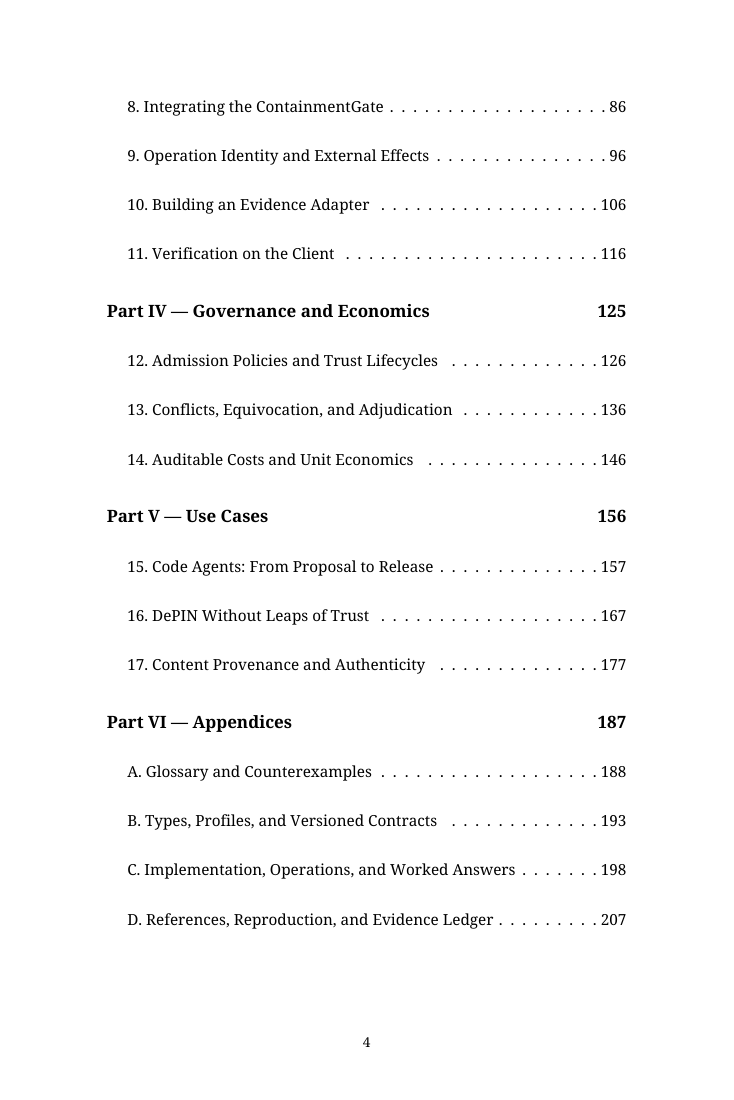 8. Integrating the ContainmentGate . . . . . . . . . . . . . . . . . . . 86
9. Operation Identity and External Effects . . . . . . . . . . . . . . . 96
10. Building an Evidence Adapter . . . . . . . . . . . . . . . . . . . 106
11. Verification on the Client . . . . . . . . . . . . . . . . . . . . . . 116
Part IV — Governance and Economics 125
12. Admission Policies and Trust Lifecycles . . . . . . . . . . . . . 126
13. Conflicts, Equivocation, and Adjudication . . . . . . . . . . . . 136
14. Auditable Costs and Unit Economics . . . . . . . . . . . . . . . 146
Part V — Use Cases 156
15. Code Agents: From Proposal to Release . . . . . . . . . . . . . . 157
16. DePIN Without Leaps of Trust . . . . . . . . . . . . . . . . . . . 167
17. Content Provenance and Authenticity . . . . . . . . . . . . . . 177
Part VI — Appendices 187
A. Glossary and Counterexamples . . . . . . . . . . . . . . . . . . . 188
B. Types, Profiles, and Versioned Contracts . . . . . . . . . . . . . 193
C. Implementation, Operations, and Worked Answers . . . . . . . 198
D. References, Reproduction, and Evidence Ledger . . . . . . . . . 207
4